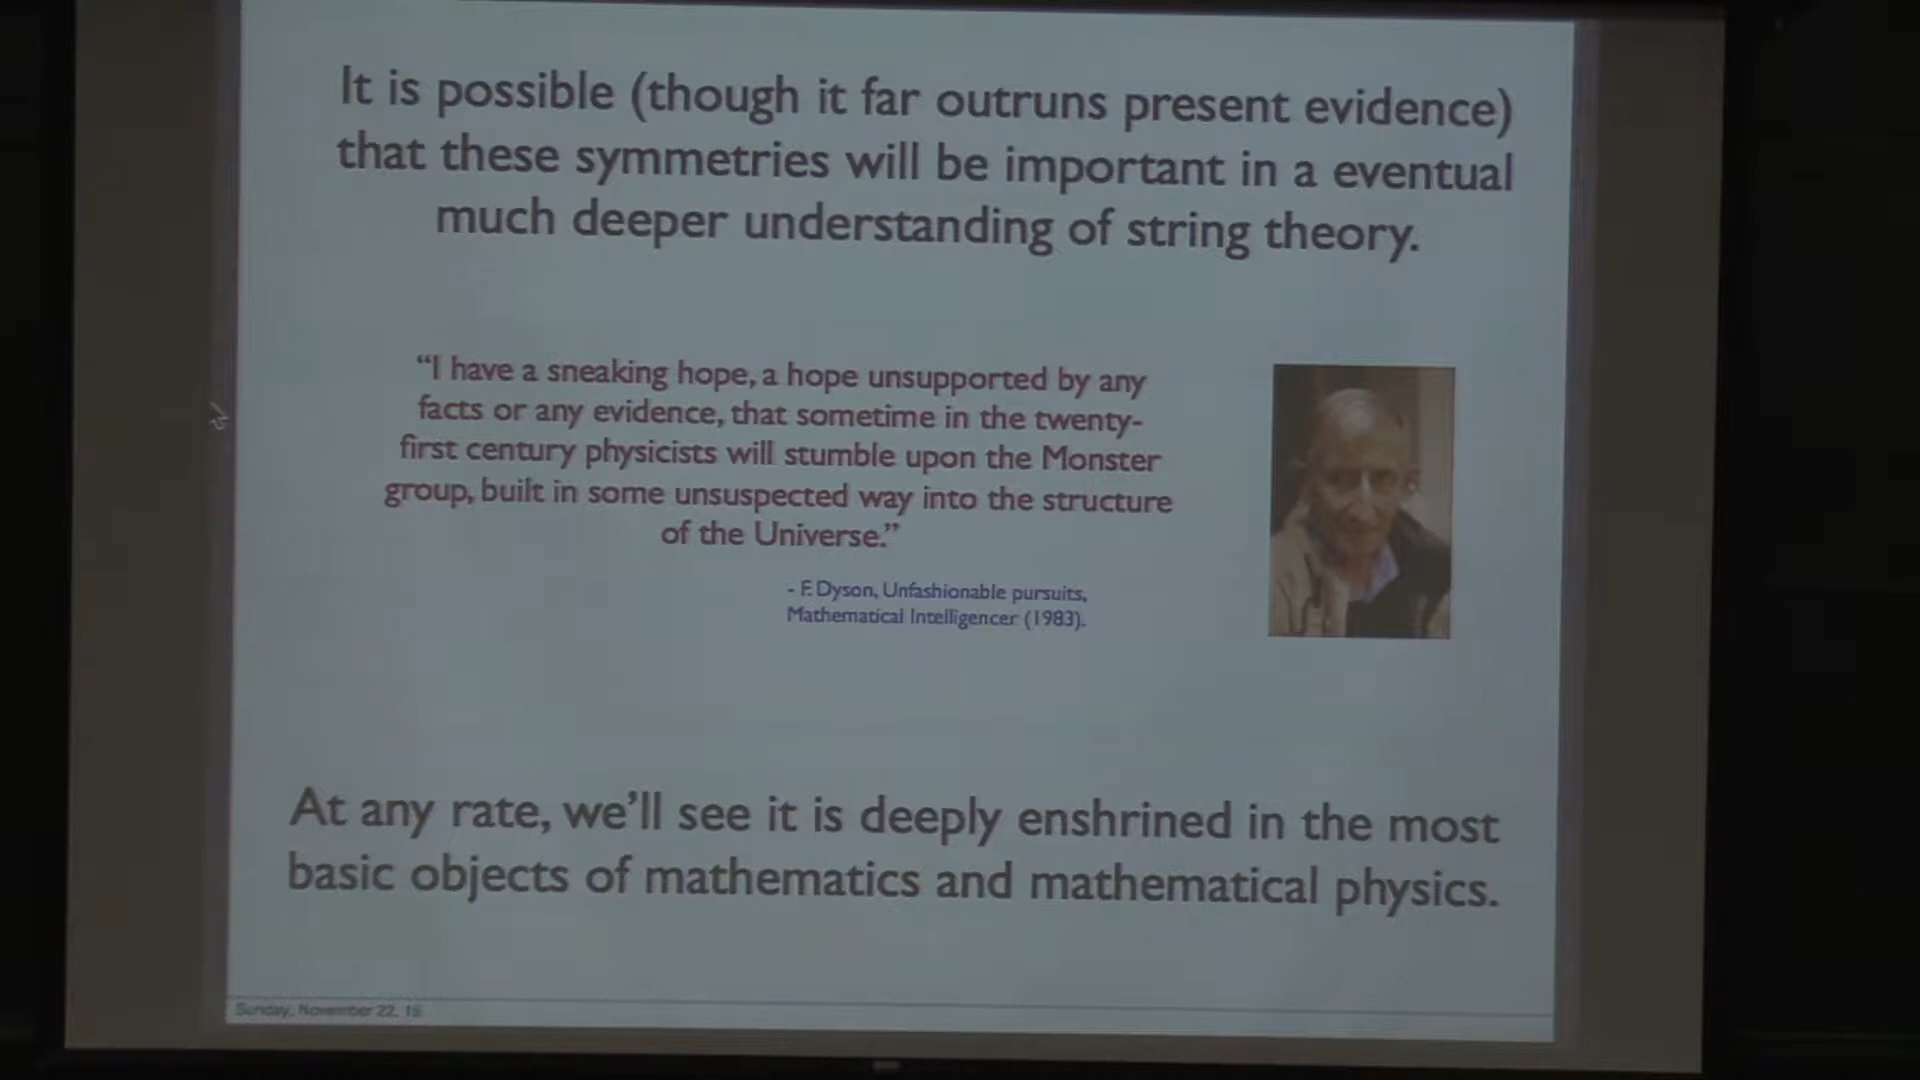 It is possible (though it far outruns present evidence)
that these symmetries will be important in a eventual
much deeper understanding of string theory.
“I have a sneaking hope, a hope unsupported by any
facts or any evidence, that sometime in the twenty-
first century physicists will stumble upon the Monster
group, built in some unsuspected way into the structure
of the Universe.”
- F. Dyson, Unfashionable pursuits,
Mathematical Intelligencer (1983).
At any rate, we’ll see it is deeply enshrined in the most
basic objects of mathematics and mathematical physics.
Sunday, November 22, 15